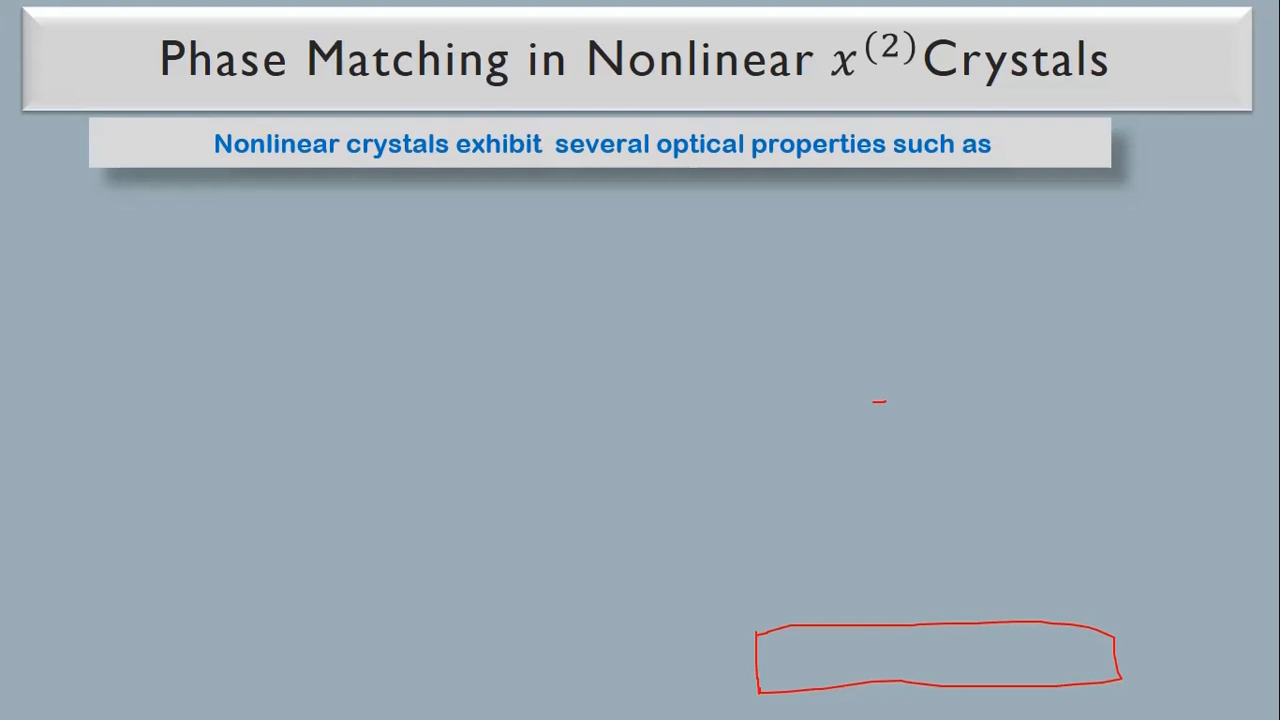 Phase Matching in Nonlinear 𝑥⁽²⁾Crystals
Nonlinear crystals exhibit several optical properties such as